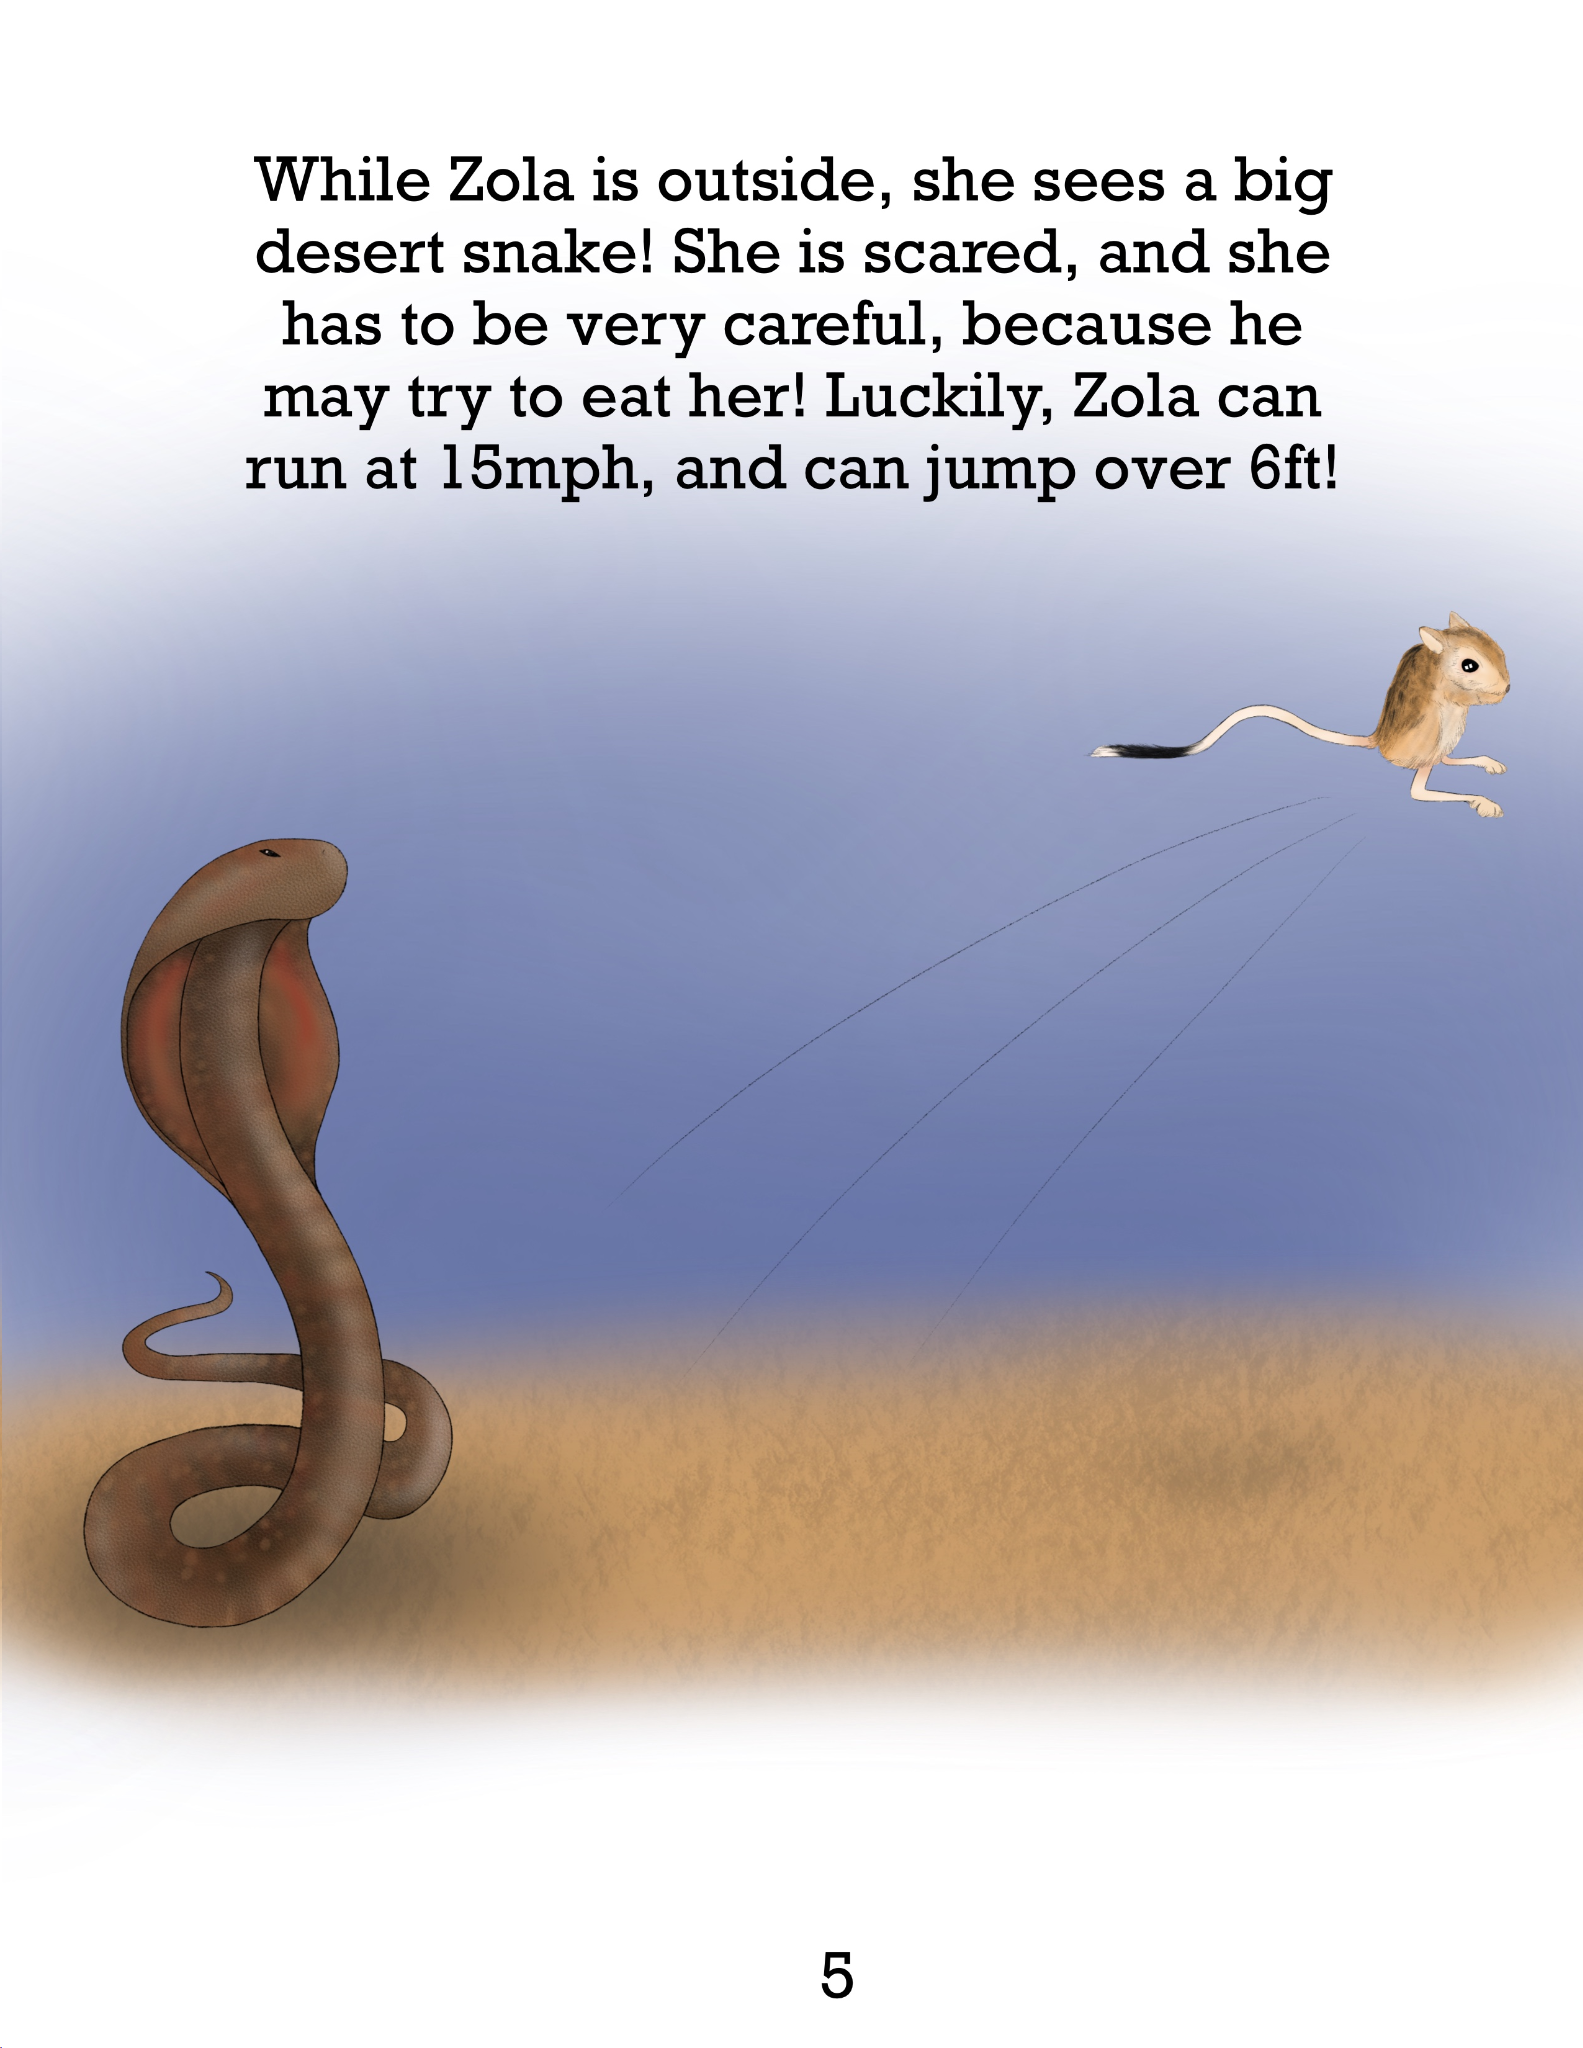 While Zola is outside, she sees a big
desert snake! She is scared, and she
has to be very careful, because he
may try to eat her! Luckily, Zola can
run at 15mph, and can jump over 6ft!
5